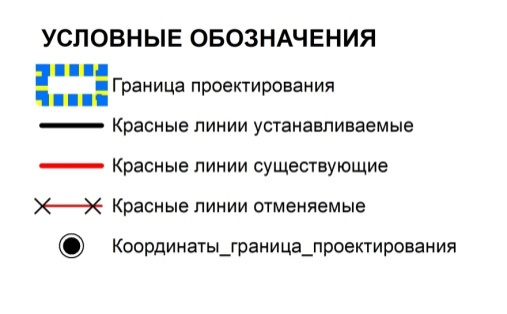 УСЛОВНЫЕ ОБОЗНАЧЕНИЯ
Граница проектирования
Красные линии устанавливаемые
Красные линии существующие
Красные линии отменяемые
Координаты_граница_проектирования